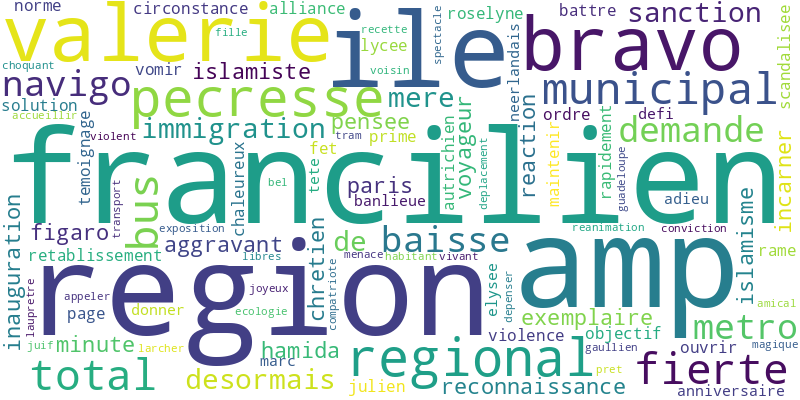 norme circonstance alliance battre sanction
valerie fille ile recette roselyne bravo
choquant vomir islamiste lycee spectacle neerlandais scandalisee
navigo pecresse voisin mere municipal
solution accueillir immigration pensee voyageur reaction ordre defi demande
temoignage violent prime autrichien maintenir rapidement
francilien
transport chaleureux tram fet tete deplacement guadeloupe incarner
bus bel paris banlieue adieu
inauguration figaro exposition aggravant chretien de baisse reanimation conviction islamisme
retablissement libres menace habitant vivant rame
region amp
laupretre appeler joyeux compatriote elysee depenser
page donner ecologie exemplaire amical
juif minute larcher hamida violence objectif metro magique
marc regional gaullien ouvrir
total desormais julien reconnaissance pret fierte anniversaire